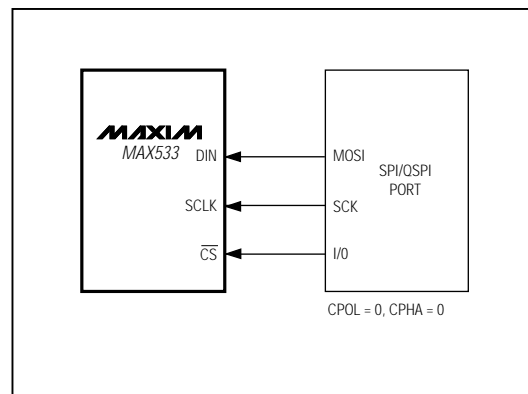 MAXIM
MAX533
DIN
SCLK
CS
MOSI
SCK
I/0
SPI/QSPI
PORT
CPOL = 0, CPHA = 0